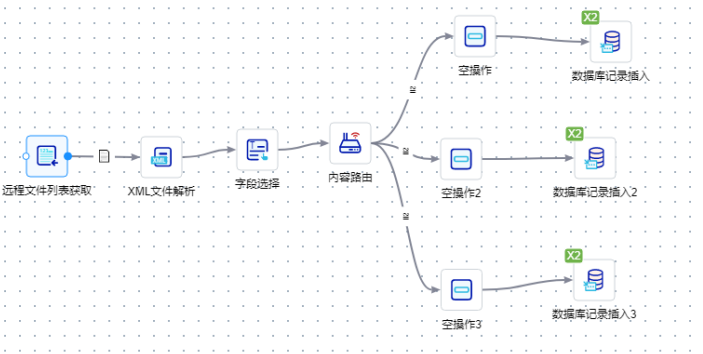 X2
空操作
数据库记录插入
XML
远程文件列表获取
XML文件解析
字段选择
内容路由
X2
空操作2
数据库记录插入2
X2
空操作3
数据库记录插入3